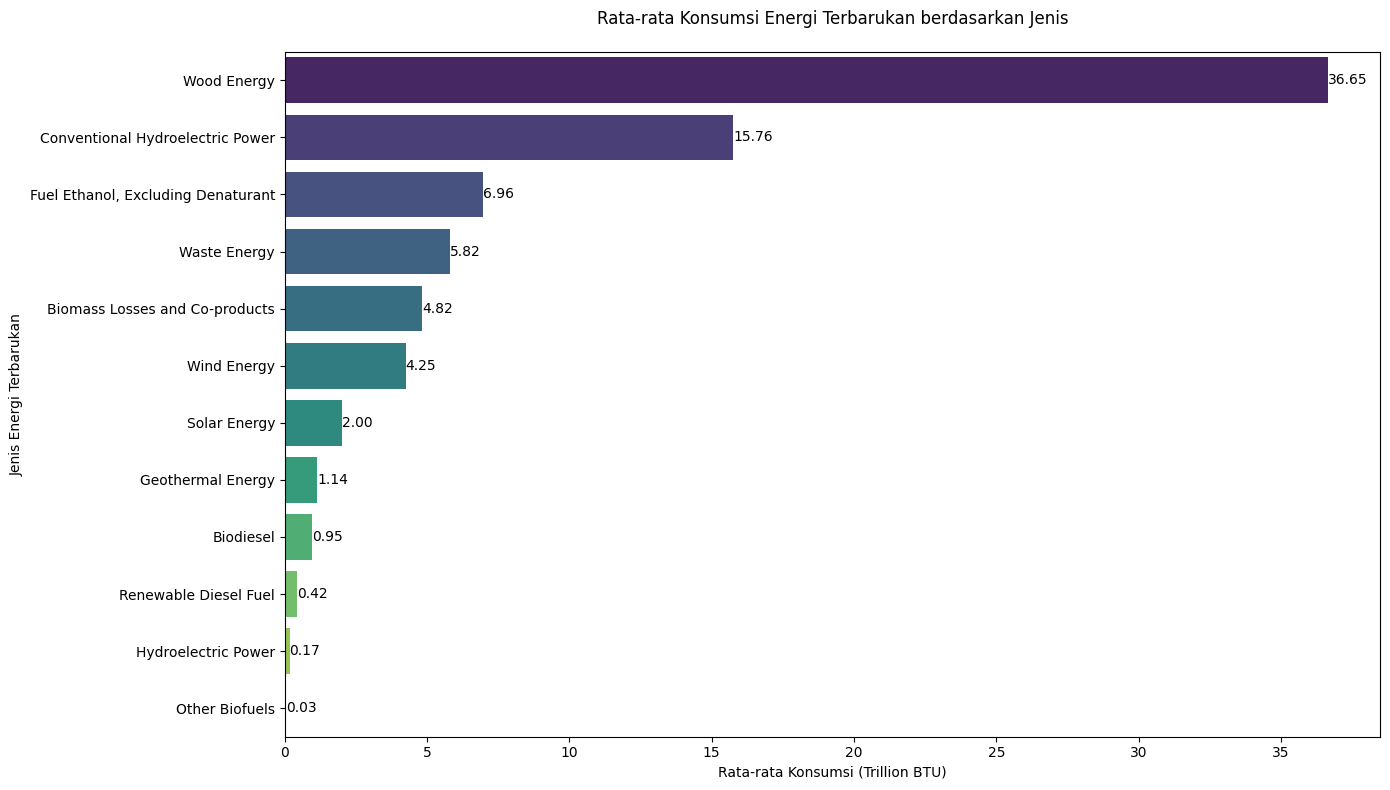 Rata-rata Konsumsi Energi Terbarukan berdasarkan Jenis
Jenis Energi Terbarukan
Wood Energy 36.65
Conventional Hydroelectric Power 15.76
Fuel Ethanol, Excluding Denaturant 6.96
Waste Energy 5.82
Biomass Losses and Co-products 4.82
Wind Energy 4.25
Solar Energy 2.00
Geothermal Energy 1.14
Biodiesel 0.95
Renewable Diesel Fuel 0.42
Hydroelectric Power 0.17
Other Biofuels 0.03
0 5 10 15 20 25 30 35
Rata-rata Konsumsi (Trillion BTU)